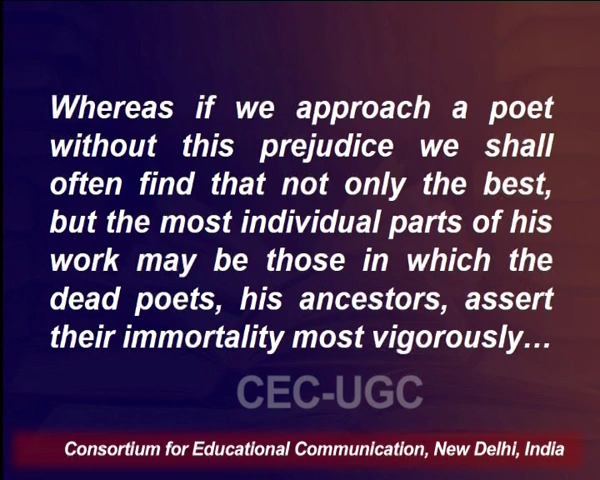 Whereas if we approach a poet
without this prejudice we shall
often find that not only the best,
but the most individual parts of his
work may be those in which the
dead poets, his ancestors, assert
their immortality most vigorously...
CEC-UGC
Consortium for Educational Communication, New Delhi, India